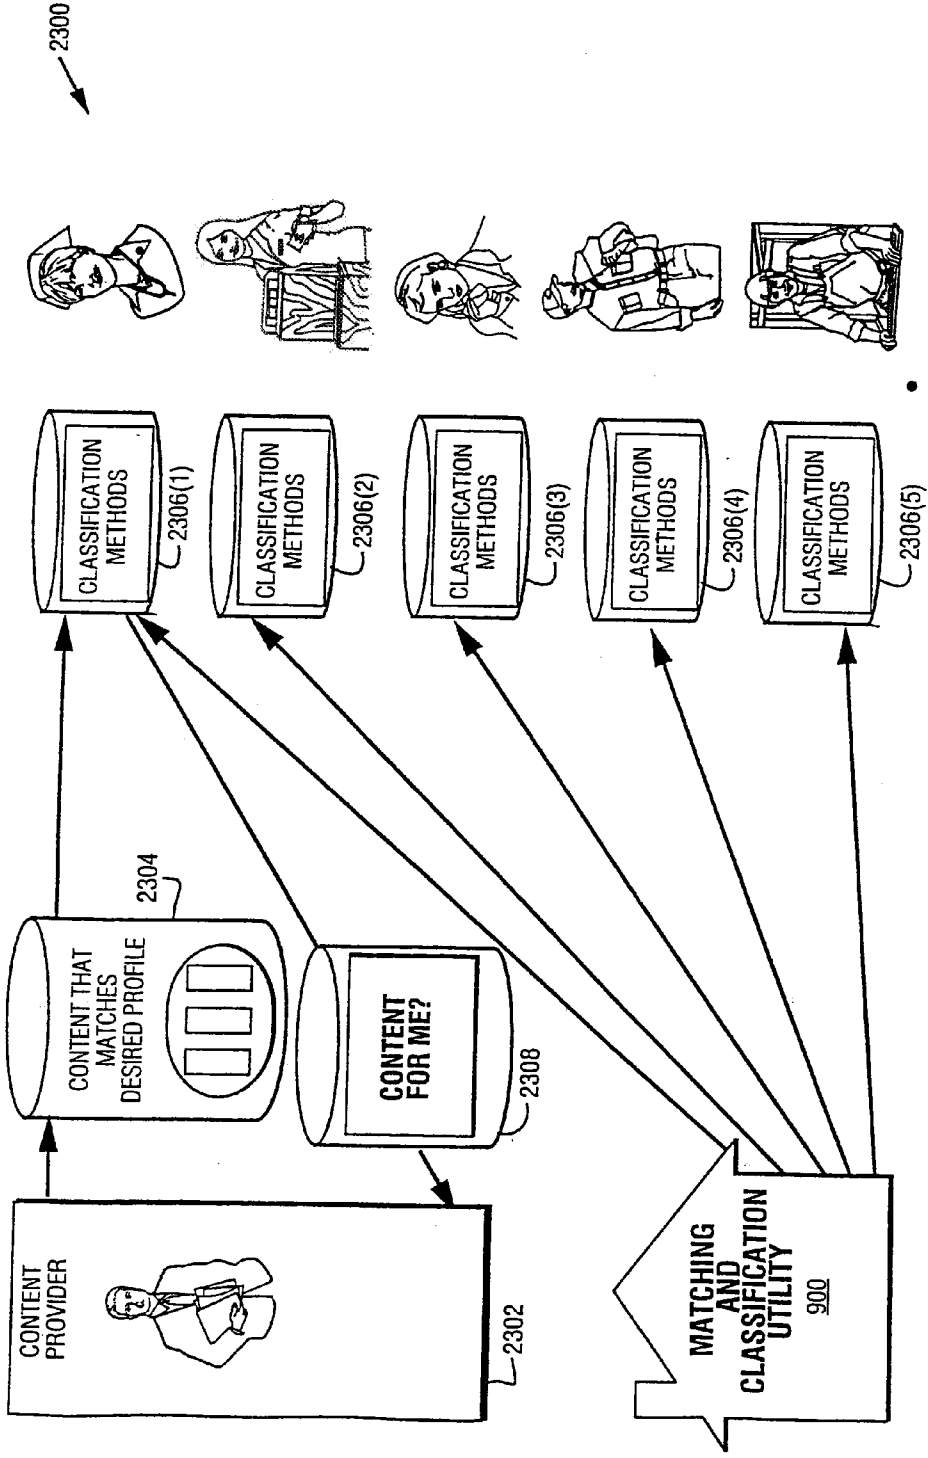 2300
CONTENT
PROVIDER
2302
CONTENT THAT
MATCHES
DESIRED PROFILE
2304
CONTENT
FOR ME?
2308
CLASSIFICATION
METHODS
2306(1)
CLASSIFICATION
METHODS
2306(2)
CLASSIFICATION
METHODS
2306(3)
CLASSIFICATION
METHODS
2306(4)
CLASSIFICATION
METHODS
2306(5)
MATCHING
AND
CLASSIFICATION
UTILITY
900